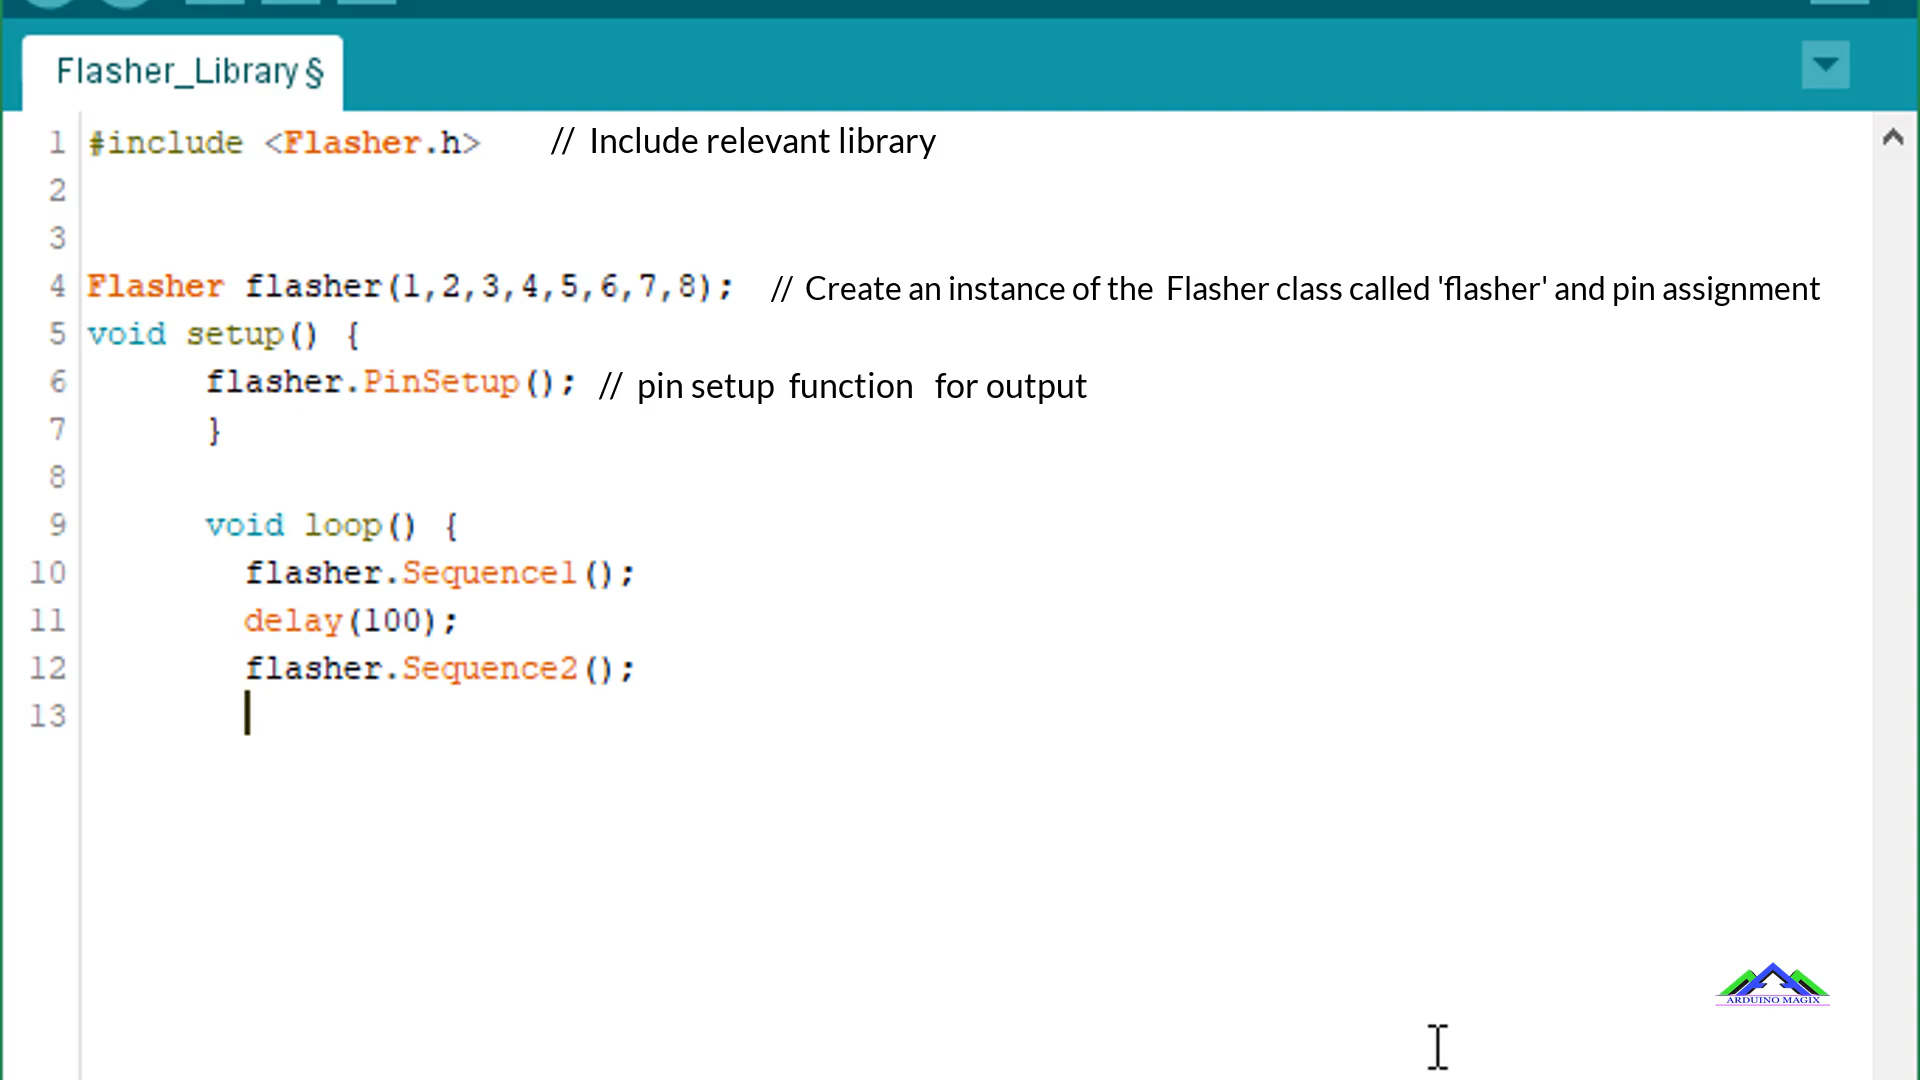 Flasher_Library §
1 #include <Flasher.h> // Include relevant library
2
3
4 Flasher flasher(1,2,3,4,5,6,7,8); // Create an instance of the Flasher class called 'flasher' and pin assignment
5 void setup() {
6 flasher.PinSetup(); // pin setup function for output
7 }
8
9 void loop() {
10 flasher.Sequence1();
11 delay(100);
12 flasher.Sequence2();
13
ARDUINO MAGIX